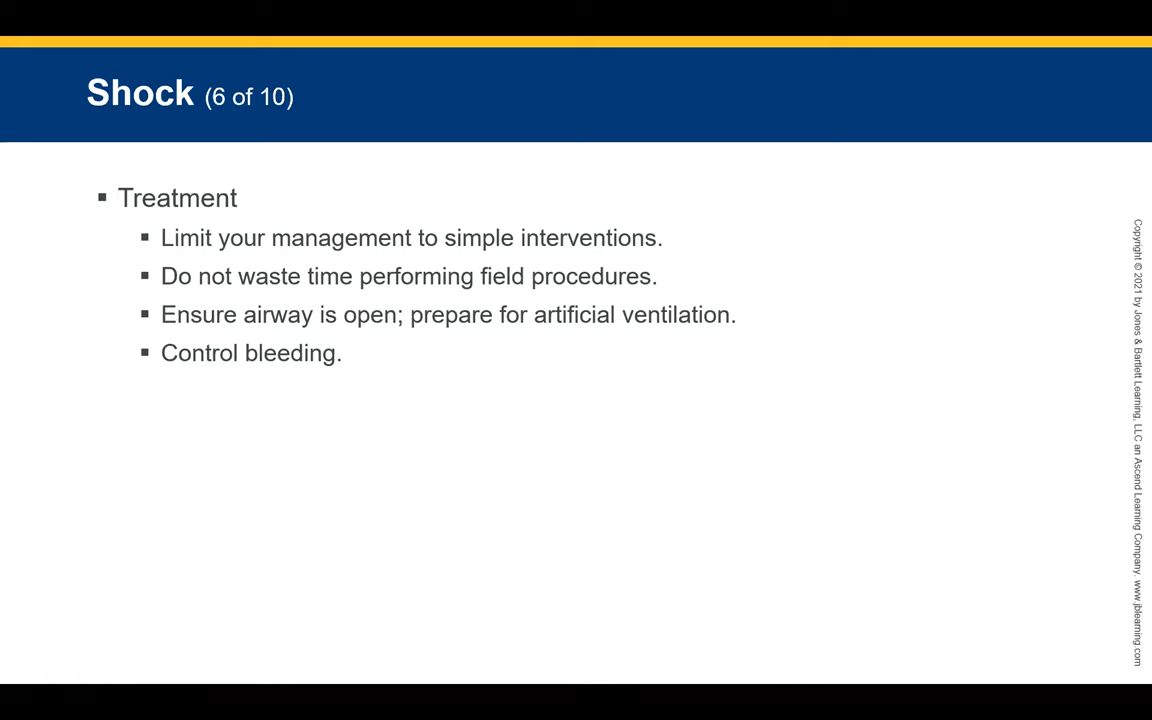 Shock (6 of 10)
▪ Treatment
▪ Limit your management to simple interventions.
▪ Do not waste time performing field procedures.
▪ Ensure airway is open; prepare for artificial ventilation.
▪ Control bleeding.
Copyright © 2021 by Jones & Bartlett Learning, LLC an Ascend Learning Company. www.jblearning.com